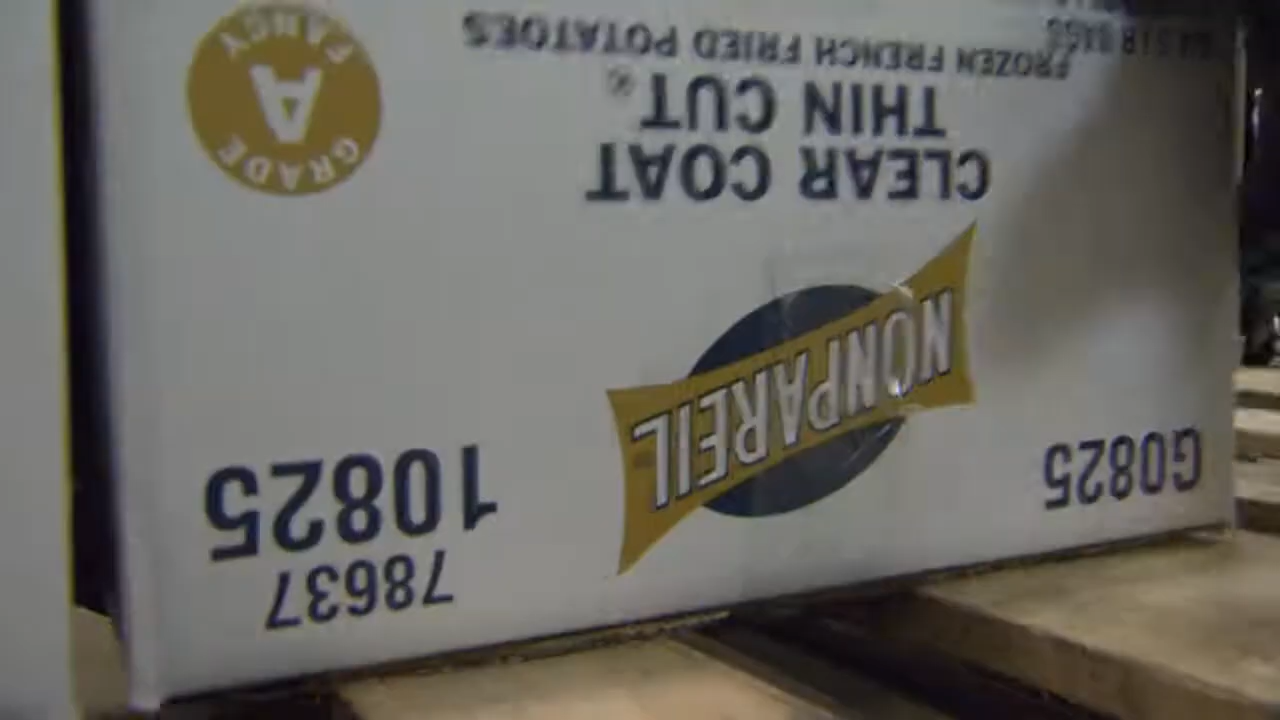 78637
10825
G0825
NONPAREIL
CLEAR COAT
THIN CUT®
FROZEN FRENCH FRIED POTATOES
GRADE
A
FANCY